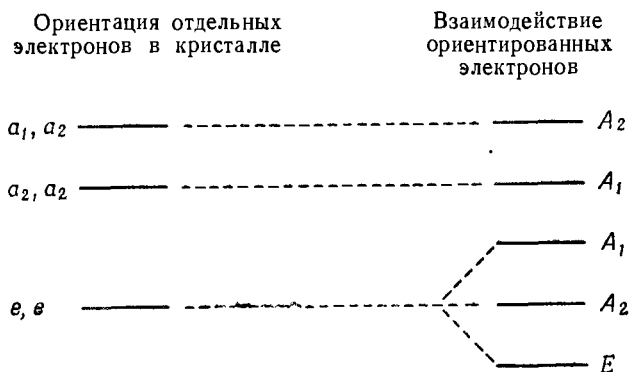 Ориентация отдельных
электронов в кристалле
Взаимодействие
ориентированных
электронов
a₁, a₂
A₂
a₂, a₂
A₁
A₁
e, e
A₂
E